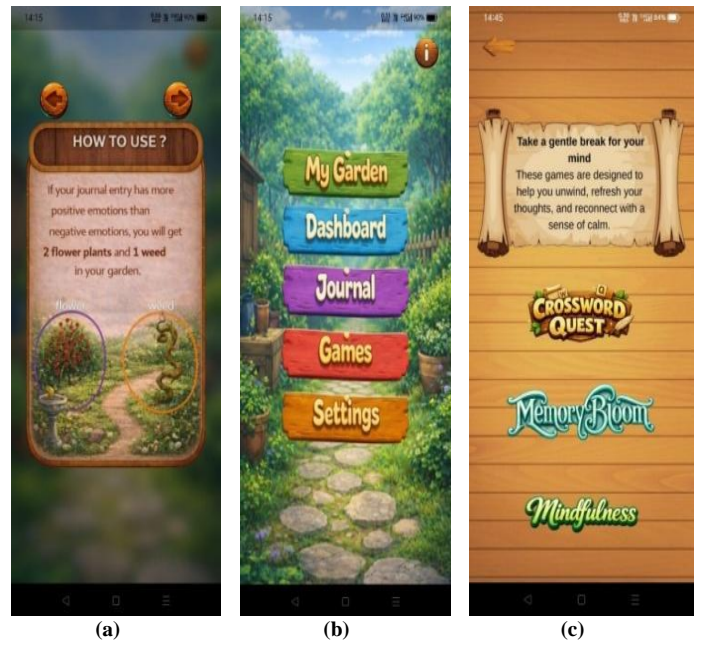 14:15
HOW TO USE ?
If your journal entry has more
positive emotions than
negative emotions, you will get
2 flower plants and 1 weed
in your garden.
flower weed
14:15
i
My Garden
Dashboard
Journal
Games
Settings
14:45
Take a gentle break for your
mind
These games are designed to
help you unwind, refresh your
thoughts, and reconnect with a
sense of calm.
CROSSWORD
QUEST
Memory Bloom
Mindfulness
(a) (b) (c)